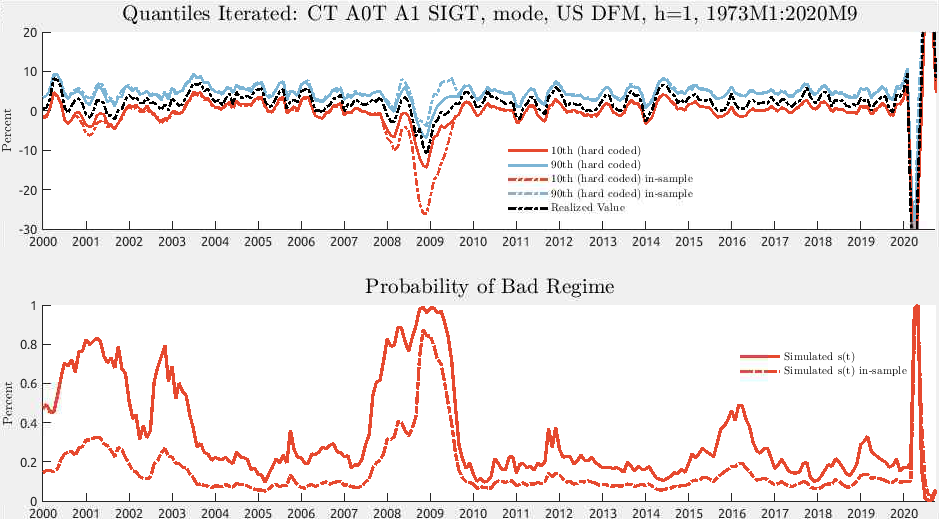 Quantiles Iterated: CT A0T A1 SIGT, mode, US DFM, h=1, 1973M1:2020M9
20
10
0
-10
-20
-30
Percent
10th (hard coded)
90th (hard coded)
10th (hard coded) in-sample
90th (hard coded) in-sample
Realized Value
2000 2001 2002 2003 2004 2005 2006 2007 2008 2009 2010 2011 2012 2013 2014 2015 2016 2017 2018 2019 2020
Probability of Bad Regime
1
0.8
0.6
0.4
0.2
0
Percent
Simulated s(t)
Simulated s(t) in-sample
2000 2001 2002 2003 2004 2005 2006 2007 2008 2009 2010 2011 2012 2013 2014 2015 2016 2017 2018 2019 2020